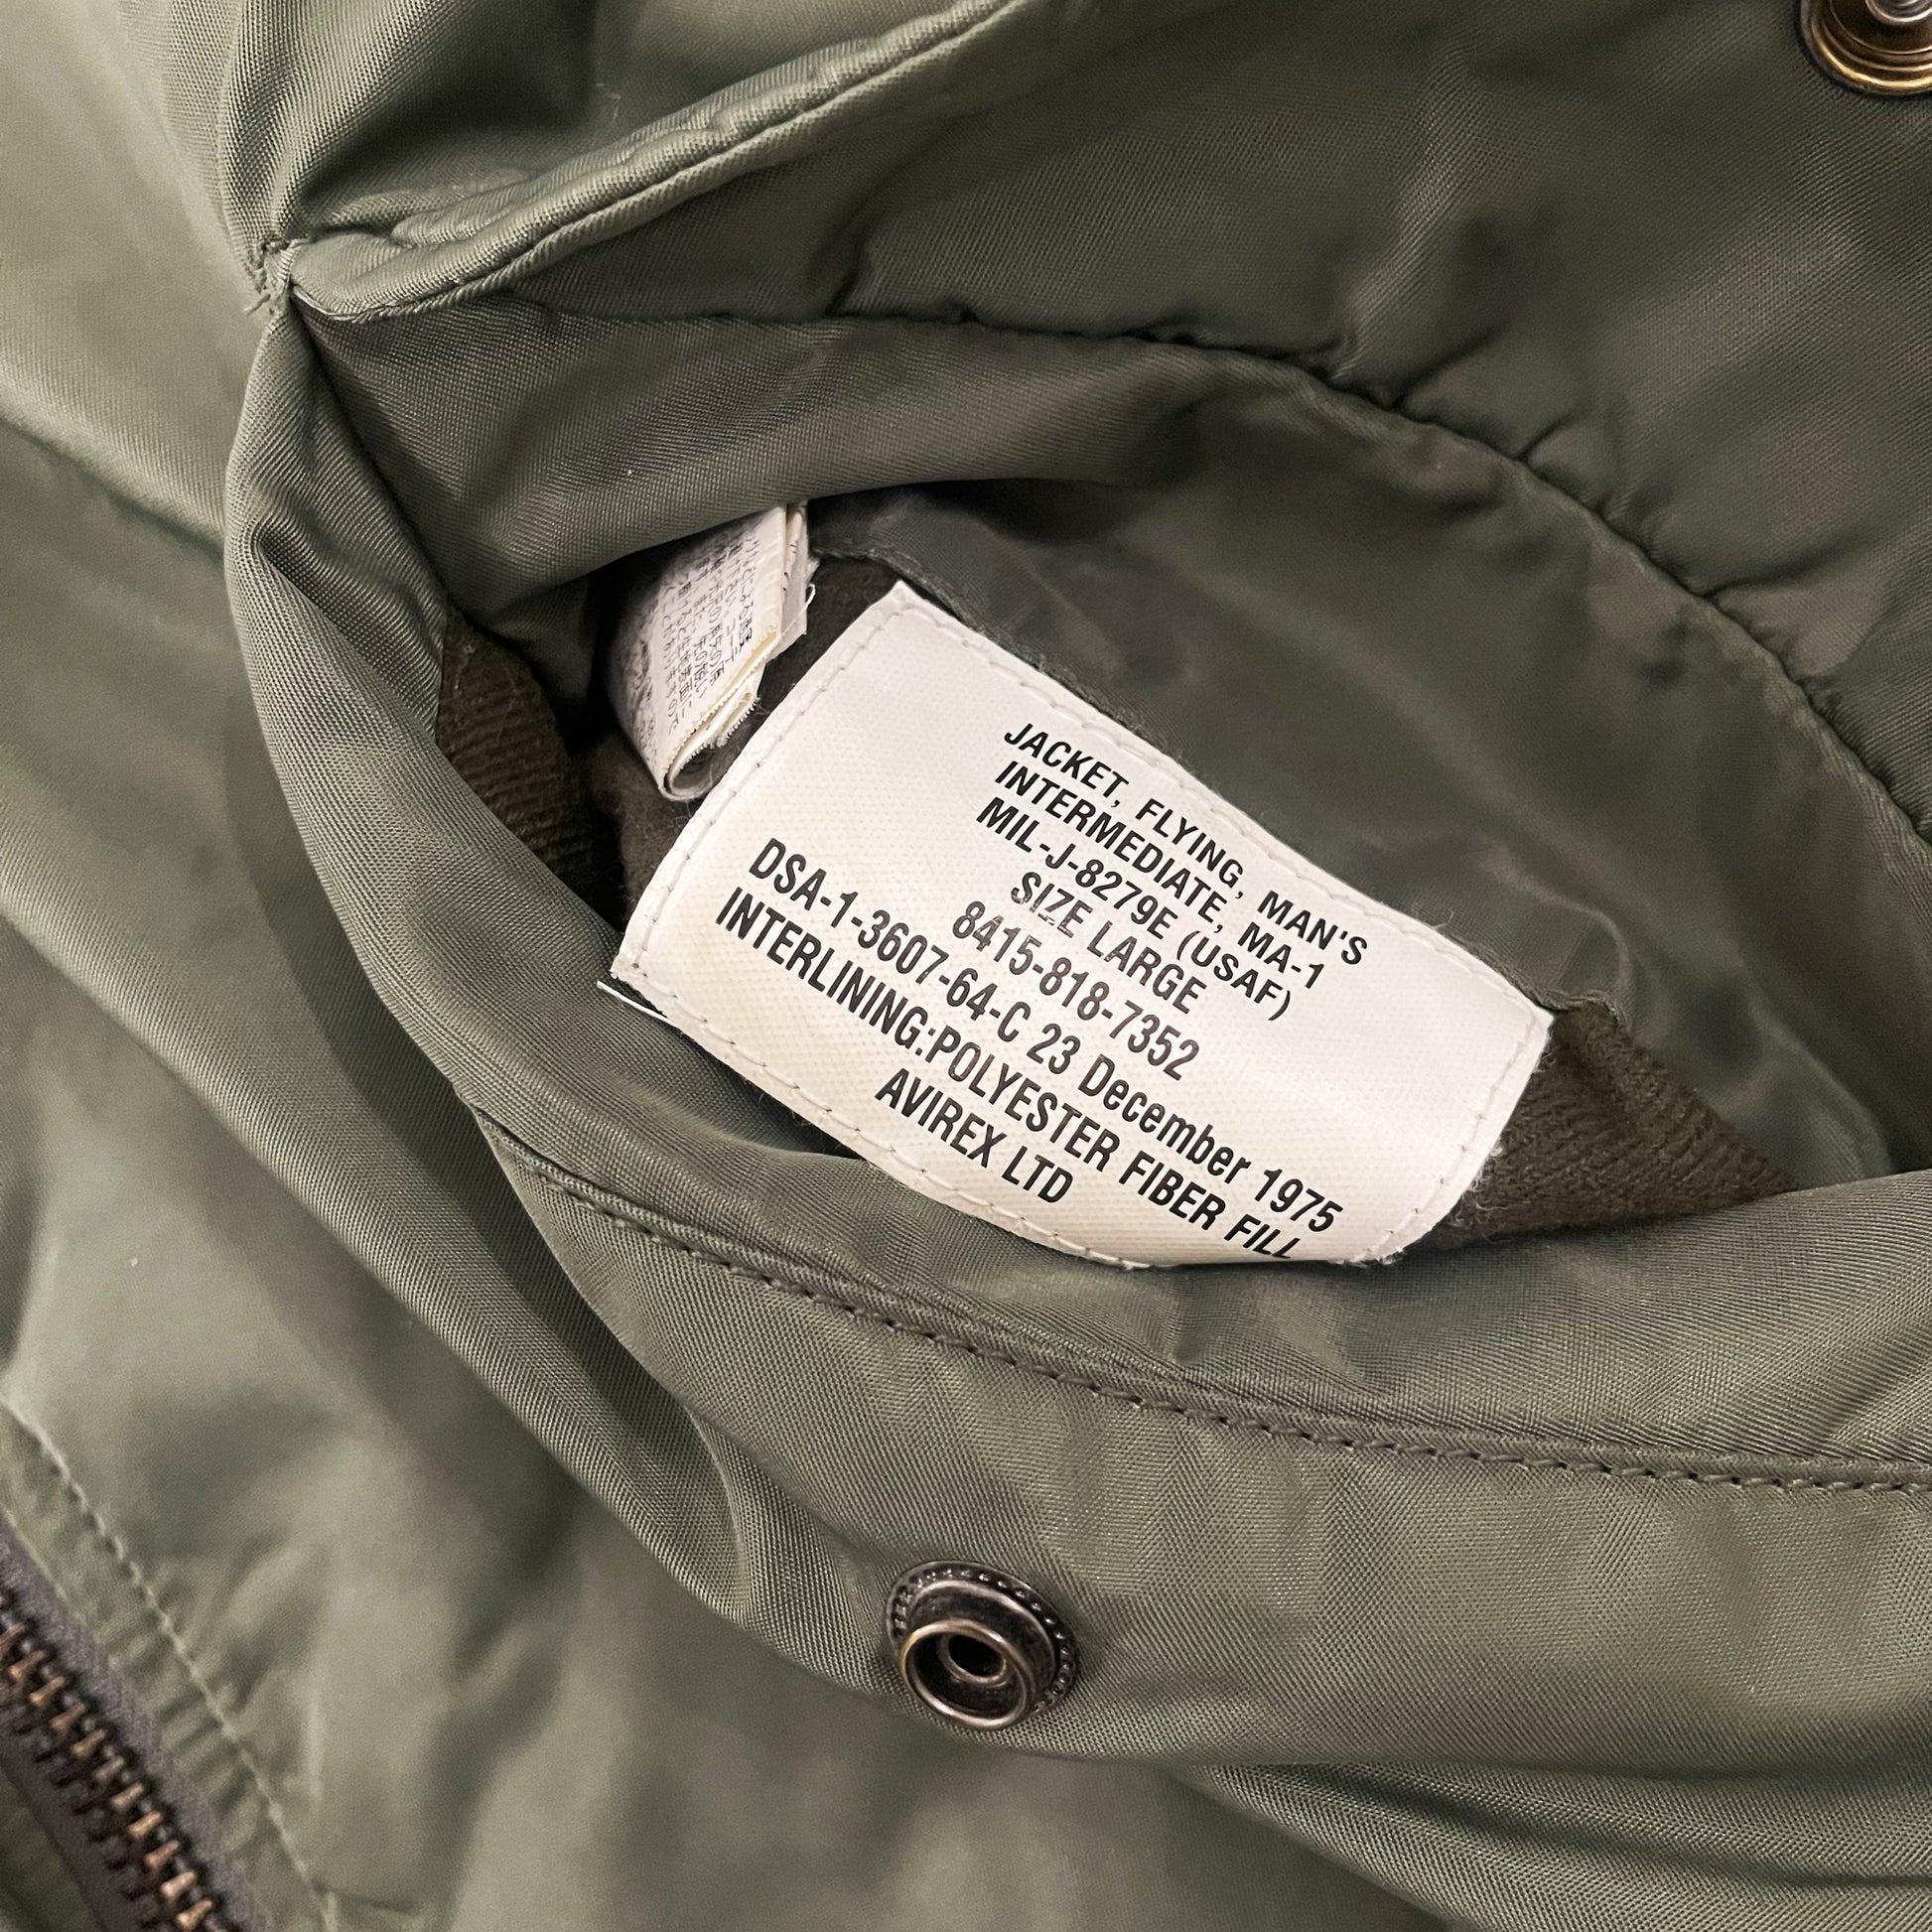 JACKET, FLYING, MAN'S
INTERMEDIATE, MA-1
MIL-J-8279E (USAF)
SIZE LARGE
8415-818-7352
DSA-1-3607-64-C 23 December 1975
INTERLINING:POLYESTER FIBER FILL
AVIREX LTD